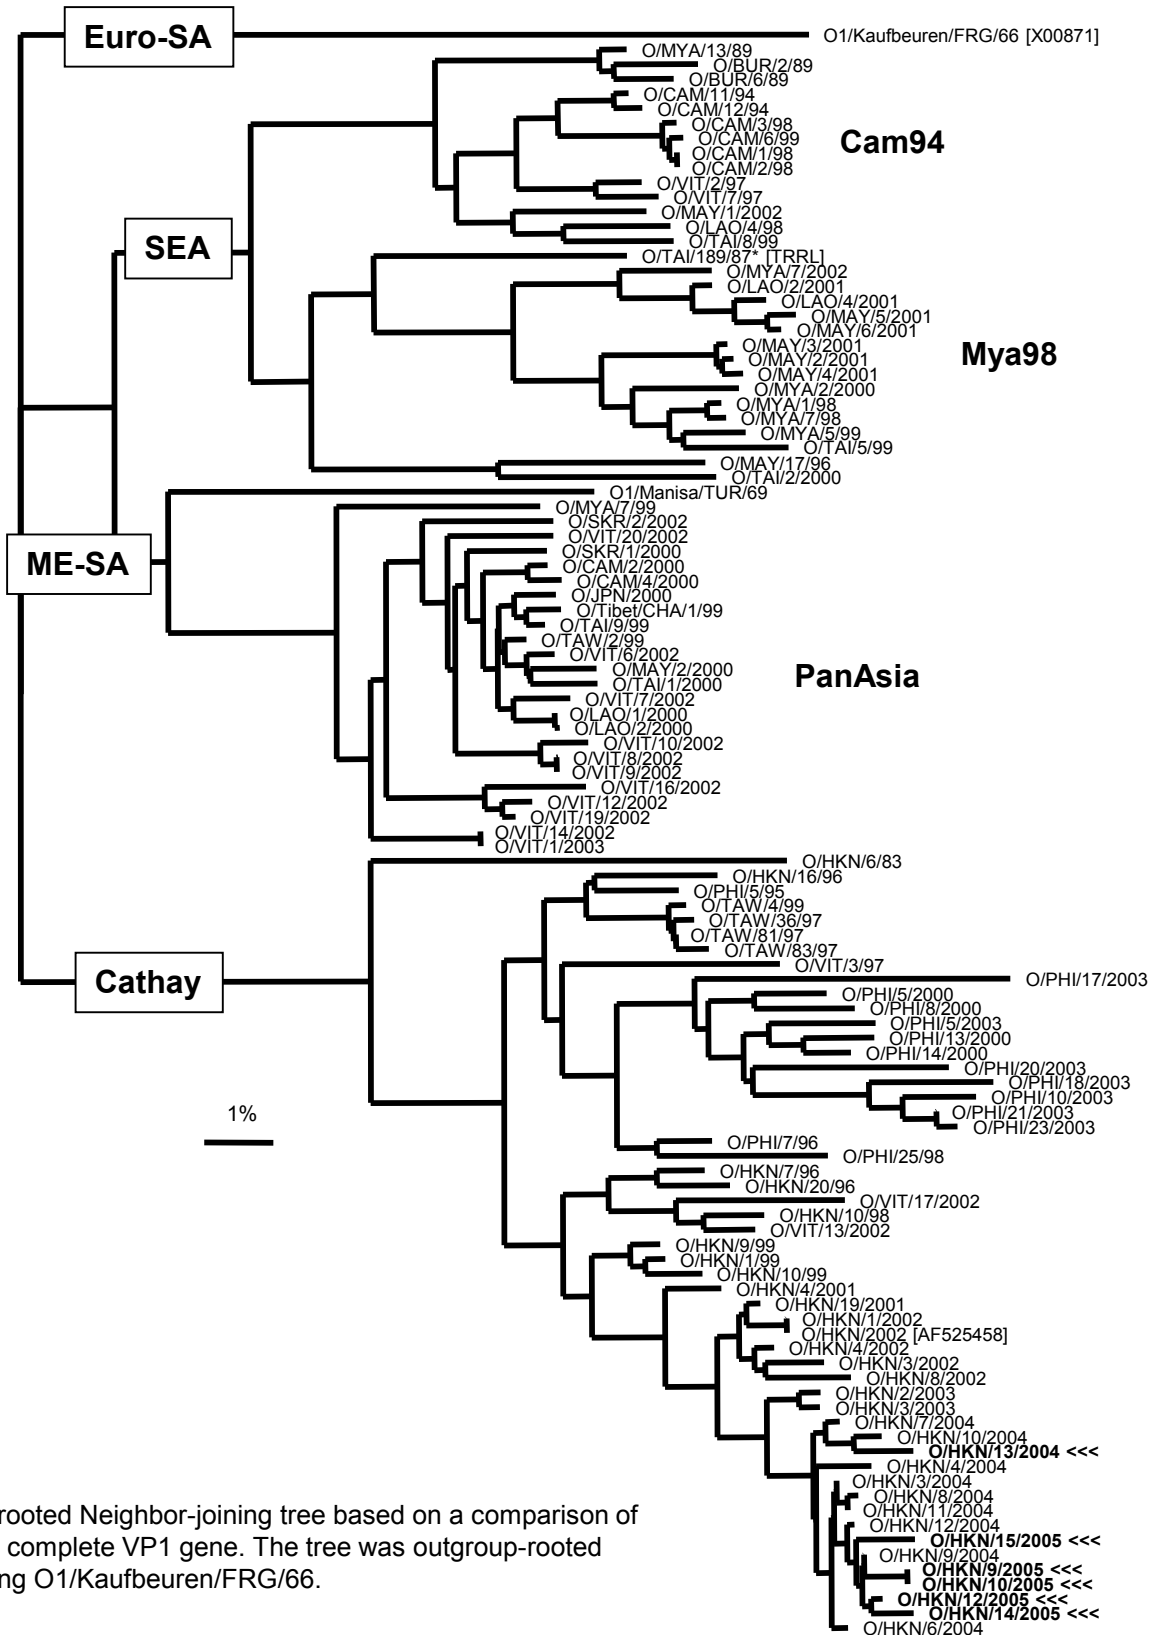 Euro-SA
O1/Kaufbeuren/FRG/66 [X00871]
O/MYA/13/89
O/BUR/2/89
O/BUR/6/89
O/CAM/11/94
O/CAM/12/94
O/CAM/3/98
O/CAM/6/99
O/CAM/1/98
O/CAM/2/98
Cam94
O/VIT/2/97
O/VIT/7/97
O/MAY/1/2002
O/LAO/4/98
O/TAI/8/99
SEA
O/TAI/189/87* [TRRL]
O/MYA/7/2002
O/LAO/2/2001
O/LAO/4/2001
O/MAY/5/2001
O/MAY/6/2001
O/MAY/3/2001
O/MAY/2/2001
O/MAY/4/2001
Mya98
O/MYA/2/2000
O/MYA/1/98
O/MYA/7/98
O/MYA/5/99
O/TAI/5/99
O/MAY/17/96
O/TAI/2/2000
O1/Manisa/TUR/69
O/MYA/7/99
O/SKR/2/2002
O/VIT/20/2002
O/SKR/1/2000
ME-SA
O/CAM/2/2000
O/CAM/4/2000
O/JPN/2000
O/Tibet/CHA/1/99
O/TAI/9/99
O/TAW/2/99
O/VIT/6/2002
O/MAY/2/2000
O/TAI/1/2000
PanAsia
O/VIT/7/2002
O/LAO/1/2000
O/LAO/2/2000
O/VIT/10/2002
O/VIT/8/2002
O/VIT/9/2002
O/VIT/16/2002
O/VIT/12/2002
O/VIT/19/2002
O/VIT/14/2002
O/VIT/1/2003
O/HKN/6/83
O/HKN/16/96
O/PHI/5/95
O/TAW/4/99
O/TAW/36/97
O/TAW/81/97
O/TAW/83/97
O/VIT/3/97
Cathay
O/PHI/17/2003
O/PHI/5/2000
O/PHI/8/2000
O/PHI/5/2003
O/PHI/13/2000
O/PHI/14/2000
O/PHI/20/2003
O/PHI/18/2003
O/PHI/10/2003
O/PHI/21/2003
O/PHI/23/2003
1%
O/PHI/7/96
O/PHI/25/98
O/HKN/7/96
O/HKN/20/96
O/VIT/17/2002
O/HKN/10/98
O/VIT/13/2002
O/HKN/9/99
O/HKN/1/99
O/HKN/10/99
O/HKN/4/2001
O/HKN/19/2001
O/HKN/1/2002
O/HKN/2002 [AF525458]
O/HKN/4/2002
O/HKN/3/2002
O/HKN/8/2002
O/HKN/2/2003
O/HKN/3/2003
O/HKN/7/2004
O/HKN/10/2004
O/HKN/13/2004 <<<
O/HKN/4/2004
O/HKN/3/2004
O/HKN/8/2004
O/HKN/11/2004
O/HKN/12/2004
O/HKN/15/2005 <<<
O/HKN/9/2004
O/HKN/9/2005 <<<
O/HKN/10/2005 <<<
O/HKN/12/2005 <<<
O/HKN/14/2005 <<<
O/HKN/6/2004
rooted Neighbor-joining tree based on a comparison of
complete VP1 gene. The tree was outgroup-rooted
ng O1/Kaufbeuren/FRG/66.